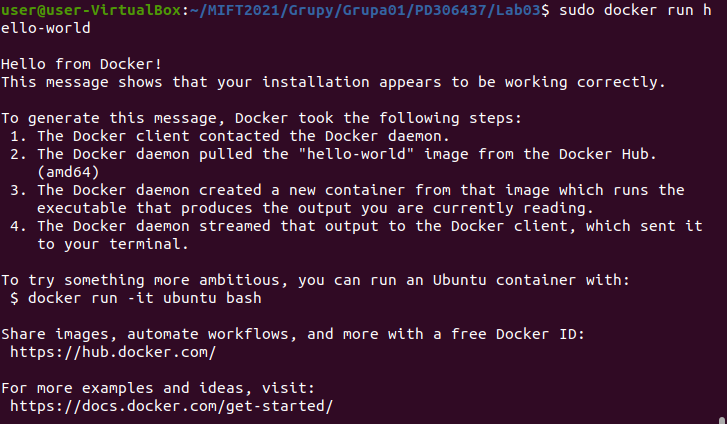 user@user-VirtualBox:~/MIFT2021/Grupy/Grupa01/PD306437/Lab03$ sudo docker run h
ello-world

Hello from Docker!
This message shows that your installation appears to be working correctly.

To generate this message, Docker took the following steps:
 1. The Docker client contacted the Docker daemon.
 2. The Docker daemon pulled the "hello-world" image from the Docker Hub.
    (amd64)
 3. The Docker daemon created a new container from that image which runs the
    executable that produces the output you are currently reading.
 4. The Docker daemon streamed that output to the Docker client, which sent it
    to your terminal.

To try something more ambitious, you can run an Ubuntu container with:
 $ docker run -it ubuntu bash

Share images, automate workflows, and more with a free Docker ID:
 https://hub.docker.com/

For more examples and ideas, visit:
 https://docs.docker.com/get-started/